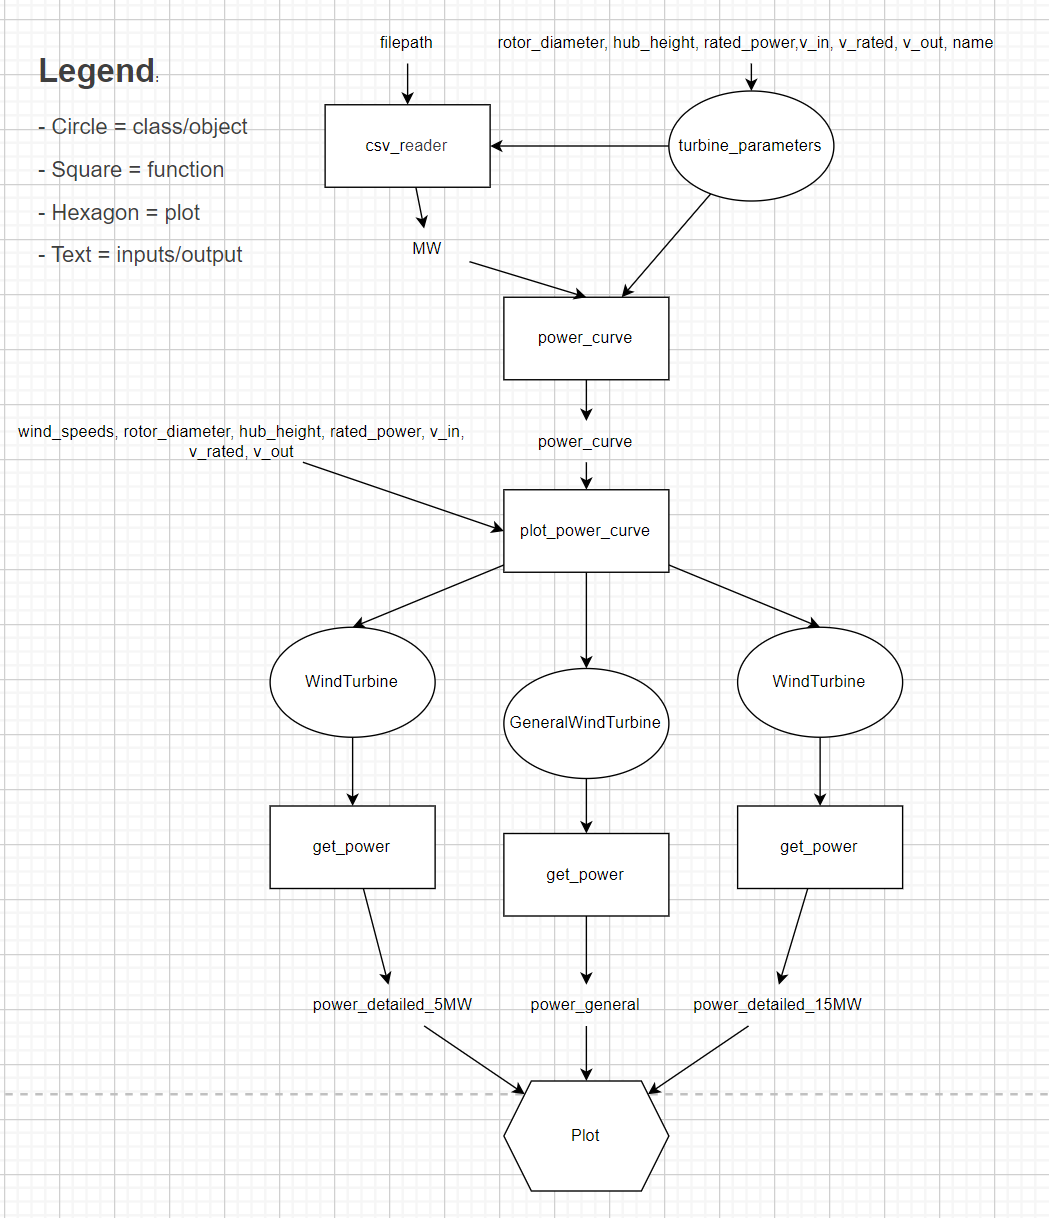 filepath
rotor_diameter, hub_height, rated_power,v_in, v_rated, v_out, name
Legend:
- Circle = class/object
- Square = function
- Hexagon = plot
- Text = inputs/output
csv_reader
turbine_parameters
MW
power_curve
wind_speeds, rotor_diameter, hub_height, rated_power, v_in,
v_rated, v_out
power_curve
plot_power_curve
WindTurbine
GeneralWindTurbine
WindTurbine
get_power
get_power
get_power
power_detailed_5MW
power_general
power_detailed_15MW
Plot